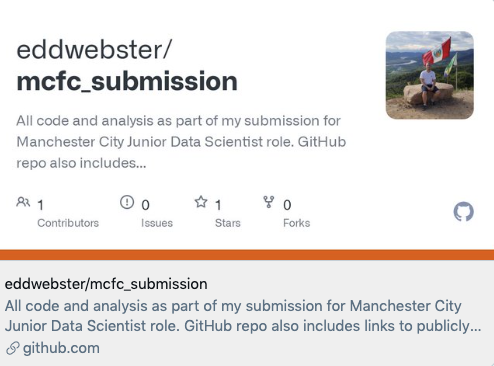 eddwebster/
mcfc_submission
All code and analysis as part of my submission for
Manchester City Junior Data Scientist role. GitHub
repo also includes...
1
Contributors
0
Issues
1
Stars
0
Forks
eddwebster/mcfc_submission
All code and analysis as part of my submission for Manchester City
Junior Data Scientist role. GitHub repo also includes links to publicly...
github.com